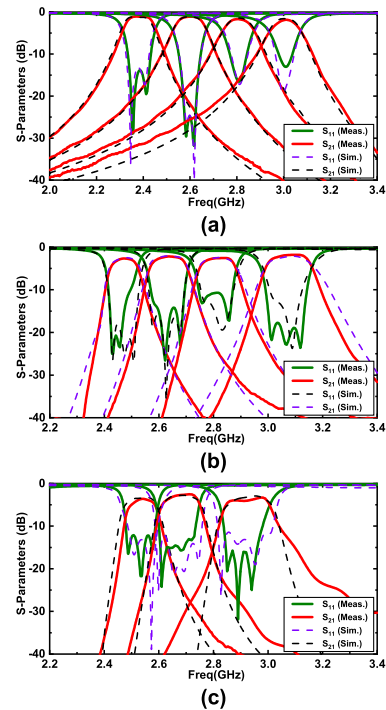 0
-10
-20
-30
-40
S-Parameters (dB)
S11 (Meas.)
S21 (Meas.)
S11 (Sim.)
S21 (Sim.)
2.0 2.2 2.4 2.6 2.8 3.0 3.2 3.4
Freq(GHz)
(a)
0
-10
-20
-30
-40
S-Parameters (dB)
S11 (Meas.)
S21 (Meas.)
S11 (Sim.)
S21 (Sim.)
2.2 2.4 2.6 2.8 3.0 3.2 3.4
Freq(GHz)
(b)
0
-10
-20
-30
-40
S-Parameters (dB)
S11 (Meas.)
S21 (Meas.)
S11 (Sim.)
S21 (Sim.)
2.2 2.4 2.6 2.8 3.0 3.2 3.4
Freq(GHz)
(c)